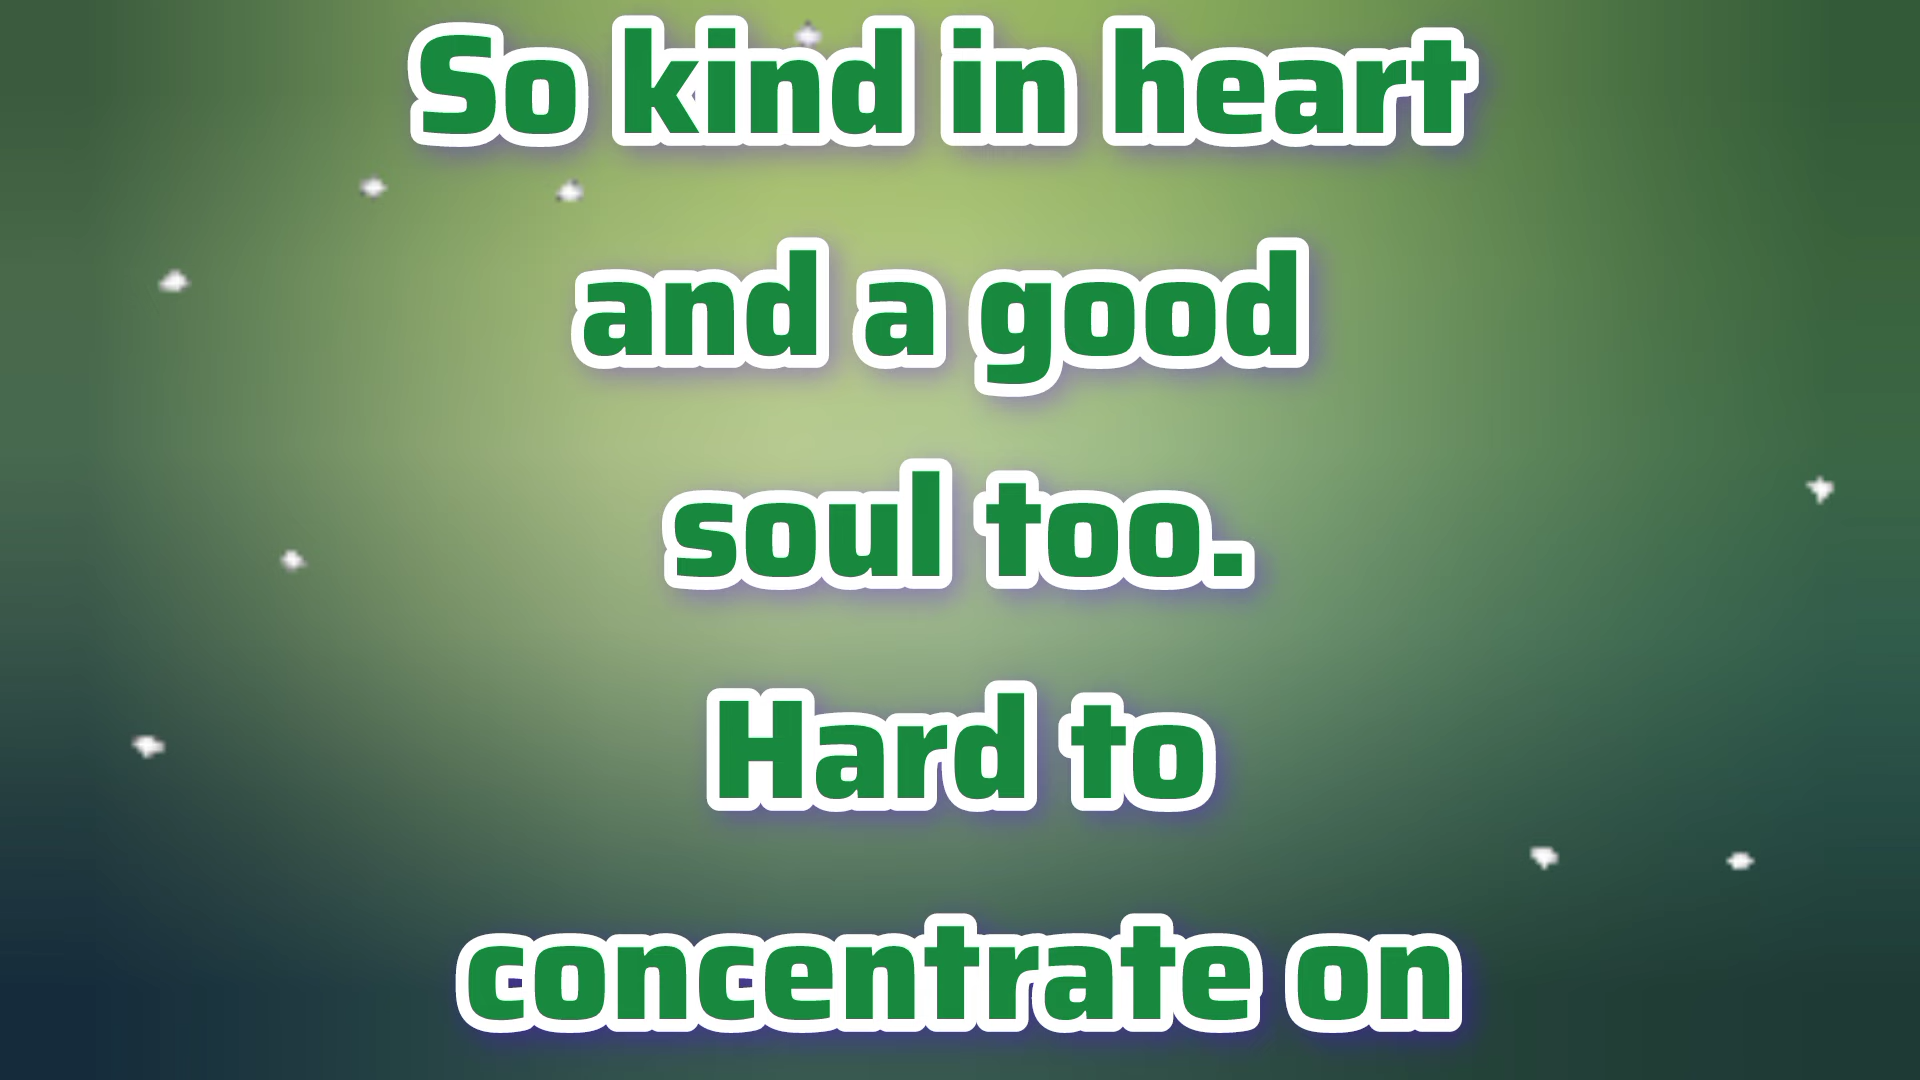 So kind in heart
and a good
soul too.
Hard to
concentrate on